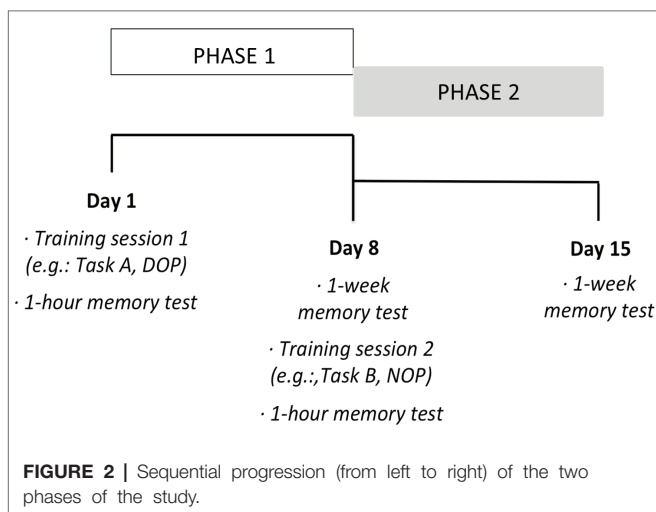 PHASE 1
PHASE 2
Day 1
· Training session 1
(e.g.: Task A, DOP)
· 1-hour memory test
Day 8
· 1-week
memory test
· Training session 2
(e.g.:,Task B, NOP)
· 1-hour memory test
Day 15
· 1-week
memory test
FIGURE 2 | Sequential progression (from left to right) of the two
phases of the study.